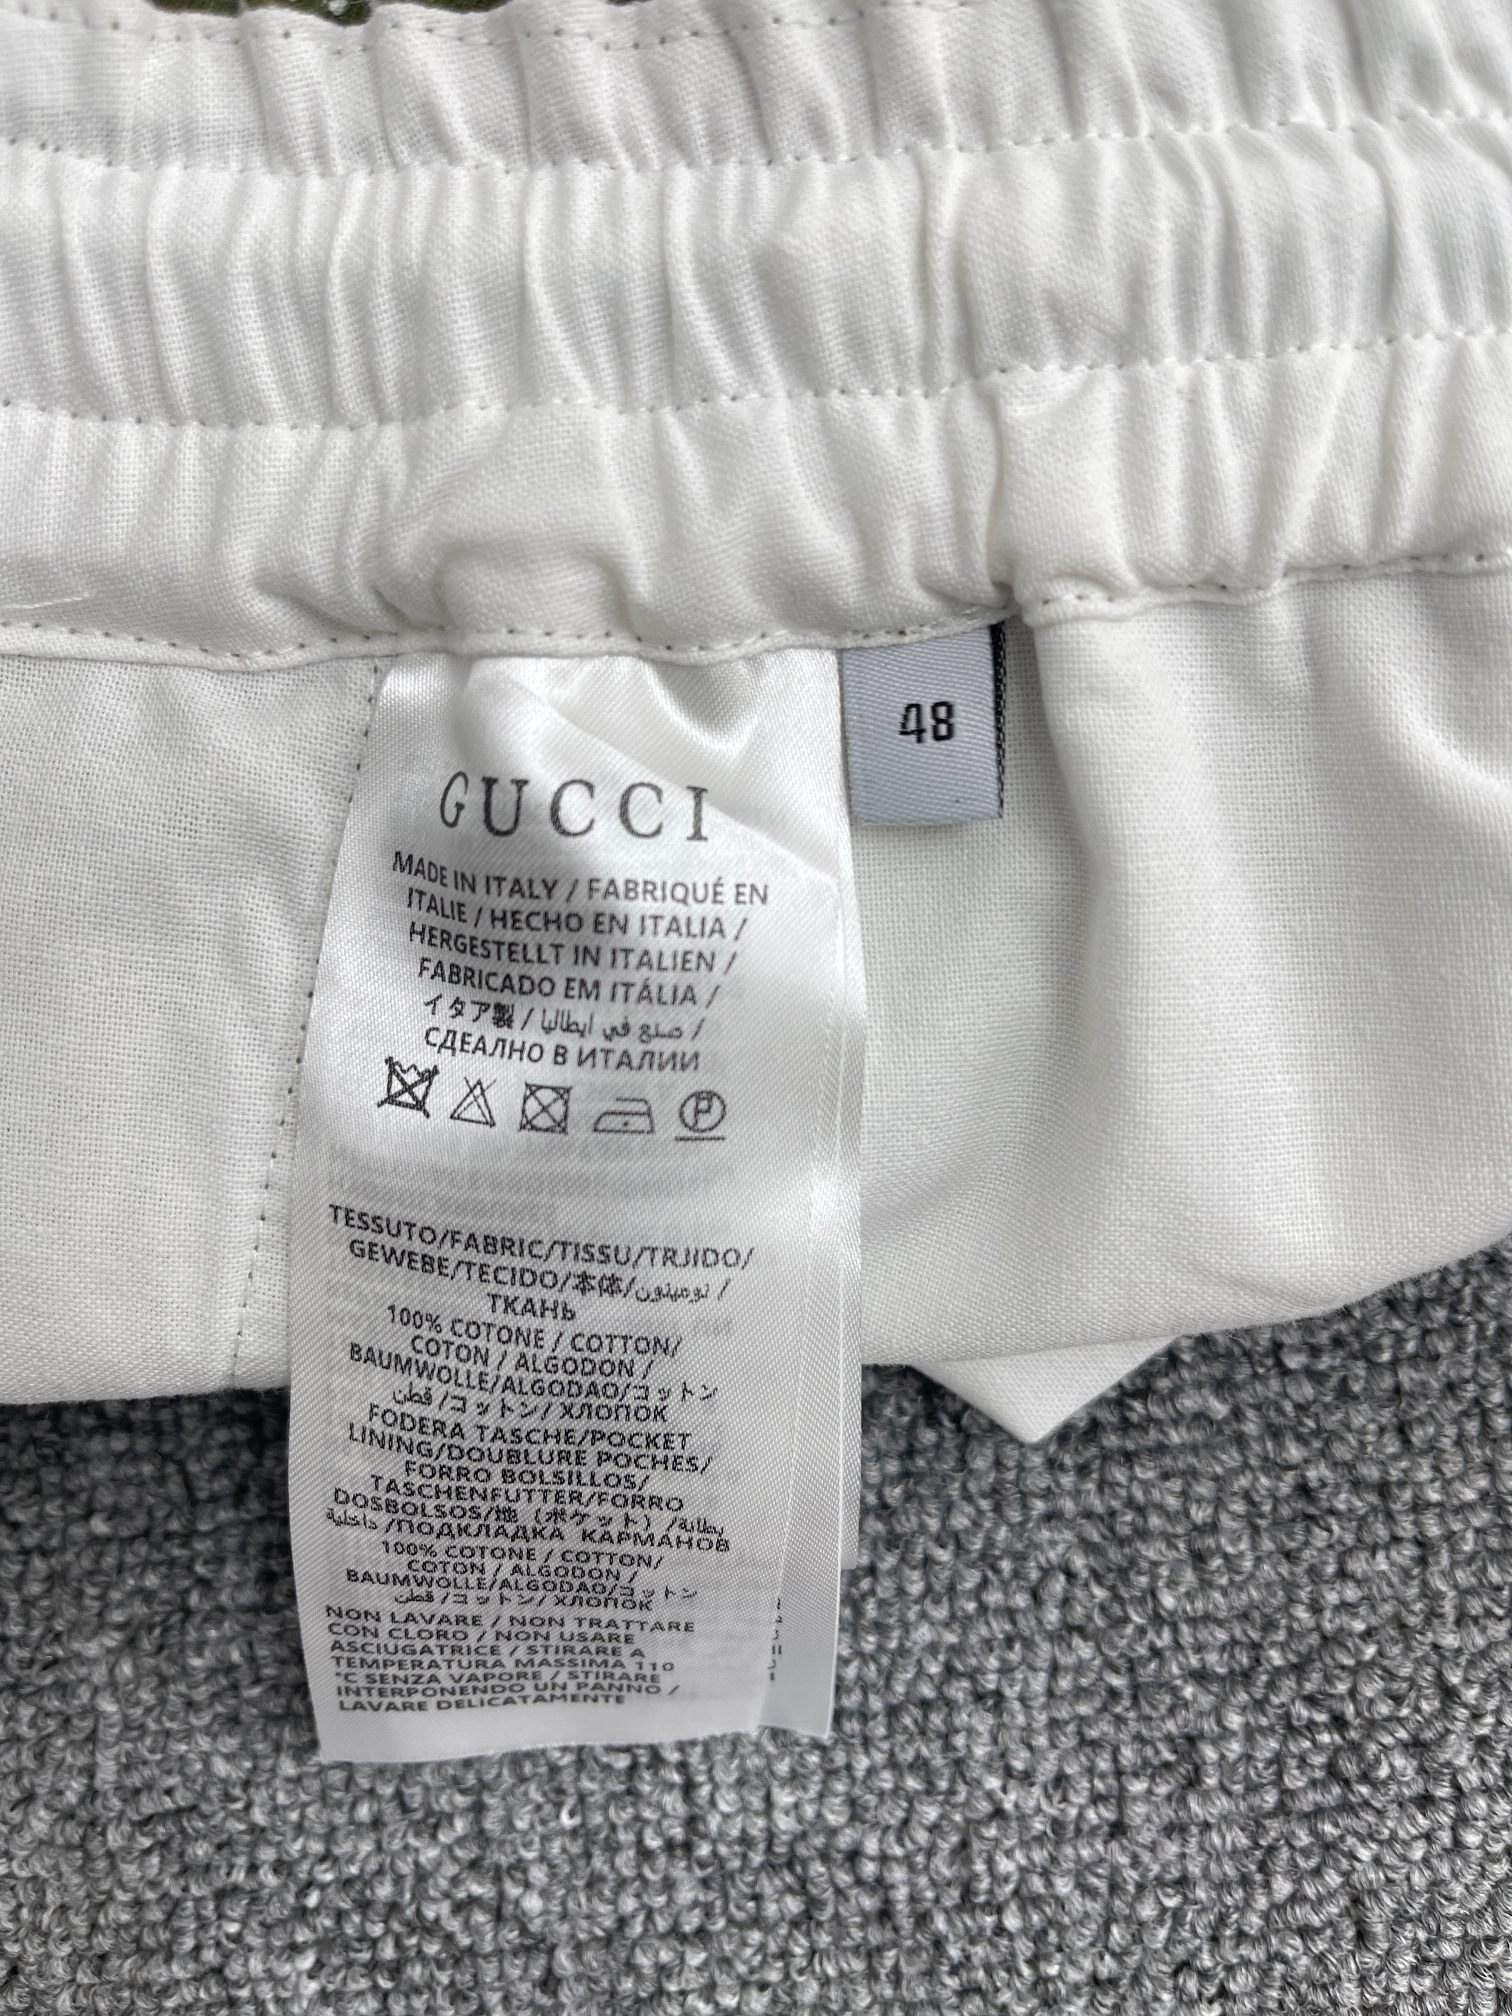 48
GUCCI
MADE IN ITALY / FABRIQUÉ EN
ITALIE / HECHO EN ITALIA /
HERGESTELLT IN ITALIEN /
FABRICADO EM ITÁLIA /
イタア製 / صنع في ايطاليا /
СДЕАЛНО В ИТАЛИИ
TESSUTO/FABRIC/TISSU/TRJIDO/
GEWEBE/TECIDO/本体/نوميتون /
ТКАНЬ
100% COTONE / COTTON/
COTON / ALGODON /
BAUMWOLLE/ALGODAO/コットン
قطن /コットン/ ХЛОПОК
FODERA TASCHE/POCKET
LINING/DOUBLURE POCHES/
FORRO BOLSILLOS/
TASCHENFUTTER/FORRO
DOSBOLSOS/地 (ポケット) /بطانة
داخلية /ПОДКЛАДКА КАРМАНОВ
100% COTONE / COTTON/
COTON / ALGODON /
BAUMWOLLE/ALGODAO/コットン
قطن /コットン/ ХЛОПОК
NON LAVARE / NON TRATTARE
CON CLORO / NON USARE
ASCIUGATRICE / STIRARE A
TEMPERATURA MASSIMA 110
°C SENZA VAPORE / STIRARE
INTERPONENDO UN PANNO /
LAVARE DELICATAMENTE